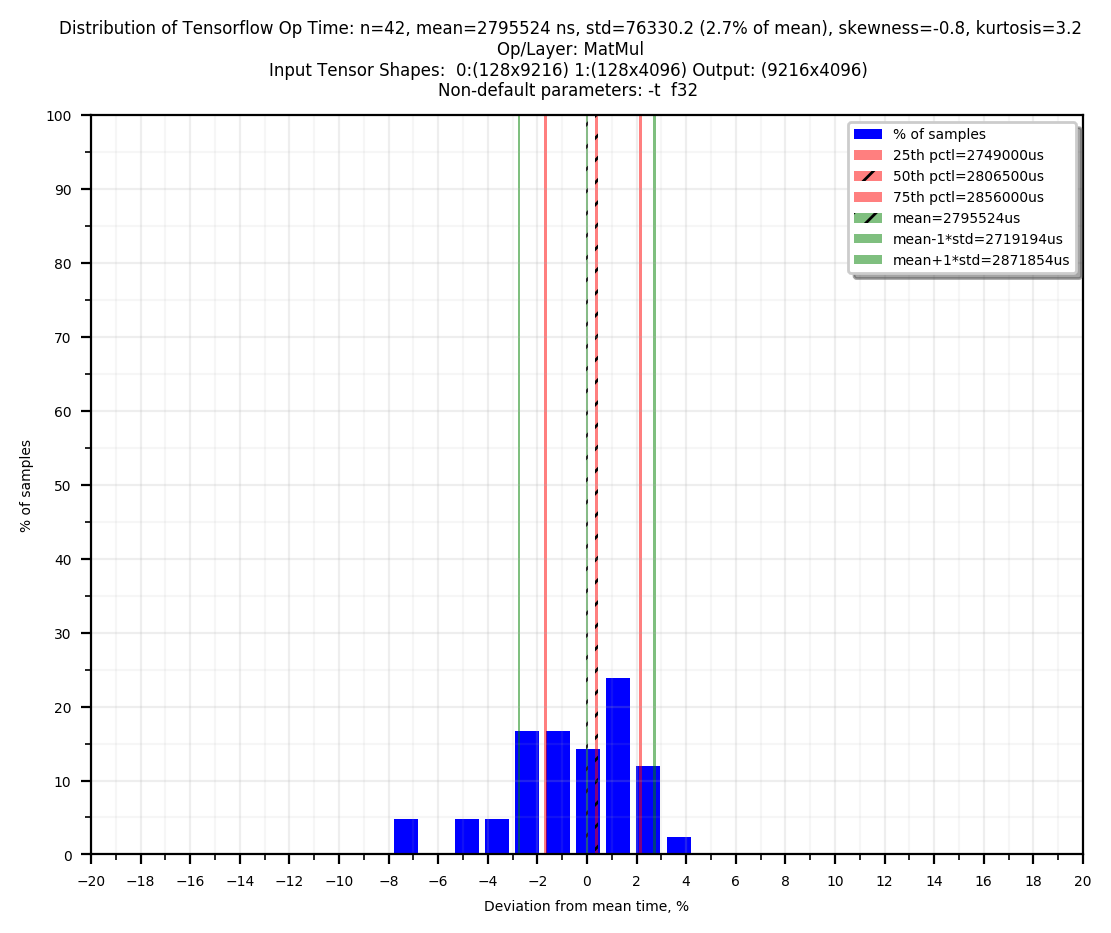 Distribution of Tensorflow Op Time: n=42, mean=2795524 ns, std=76330.2 (2.7% of mean), skewness=-0.8, kurtosis=3.2
Op/Layer: MatMul
Input Tensor Shapes:  0:(128x9216) 1:(128x4096) Output: (9216x4096)
Non-default parameters: -t  f32
% of samples
25th pctl=2749000us
50th pctl=2806500us
75th pctl=2856000us
mean=2795524us
mean-1*std=2719194us
mean+1*std=2871854us
100
90
80
70
60
50
40
30
20
10
0
% of samples
−20 −18 −16 −14 −12 −10 −8 −6 −4 −2 0 2 4 6 8 10 12 14 16 18 20
Deviation from mean time, %